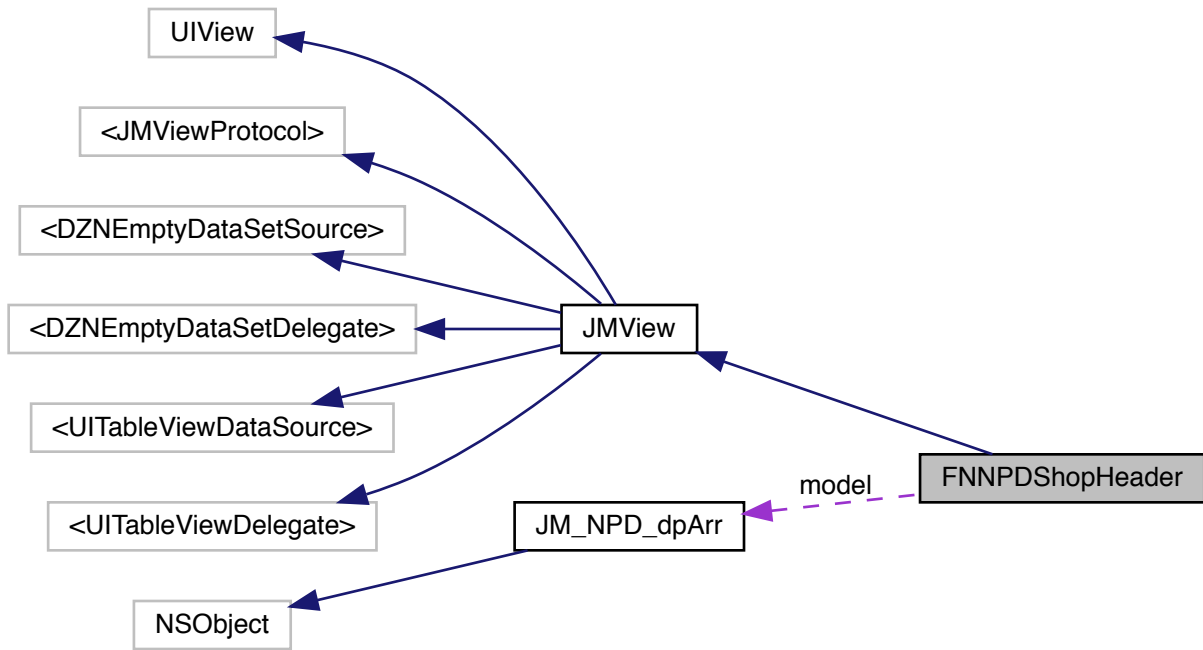 UIView
<JMViewProtocol>
<DZNEmptyDataSetSource>
<DZNEmptyDataSetDelegate>
JMView
<UITableViewDataSource>
FNNPDShopHeader
model
<UITableViewDelegate>
JM_NPD_dpArr
NSObject